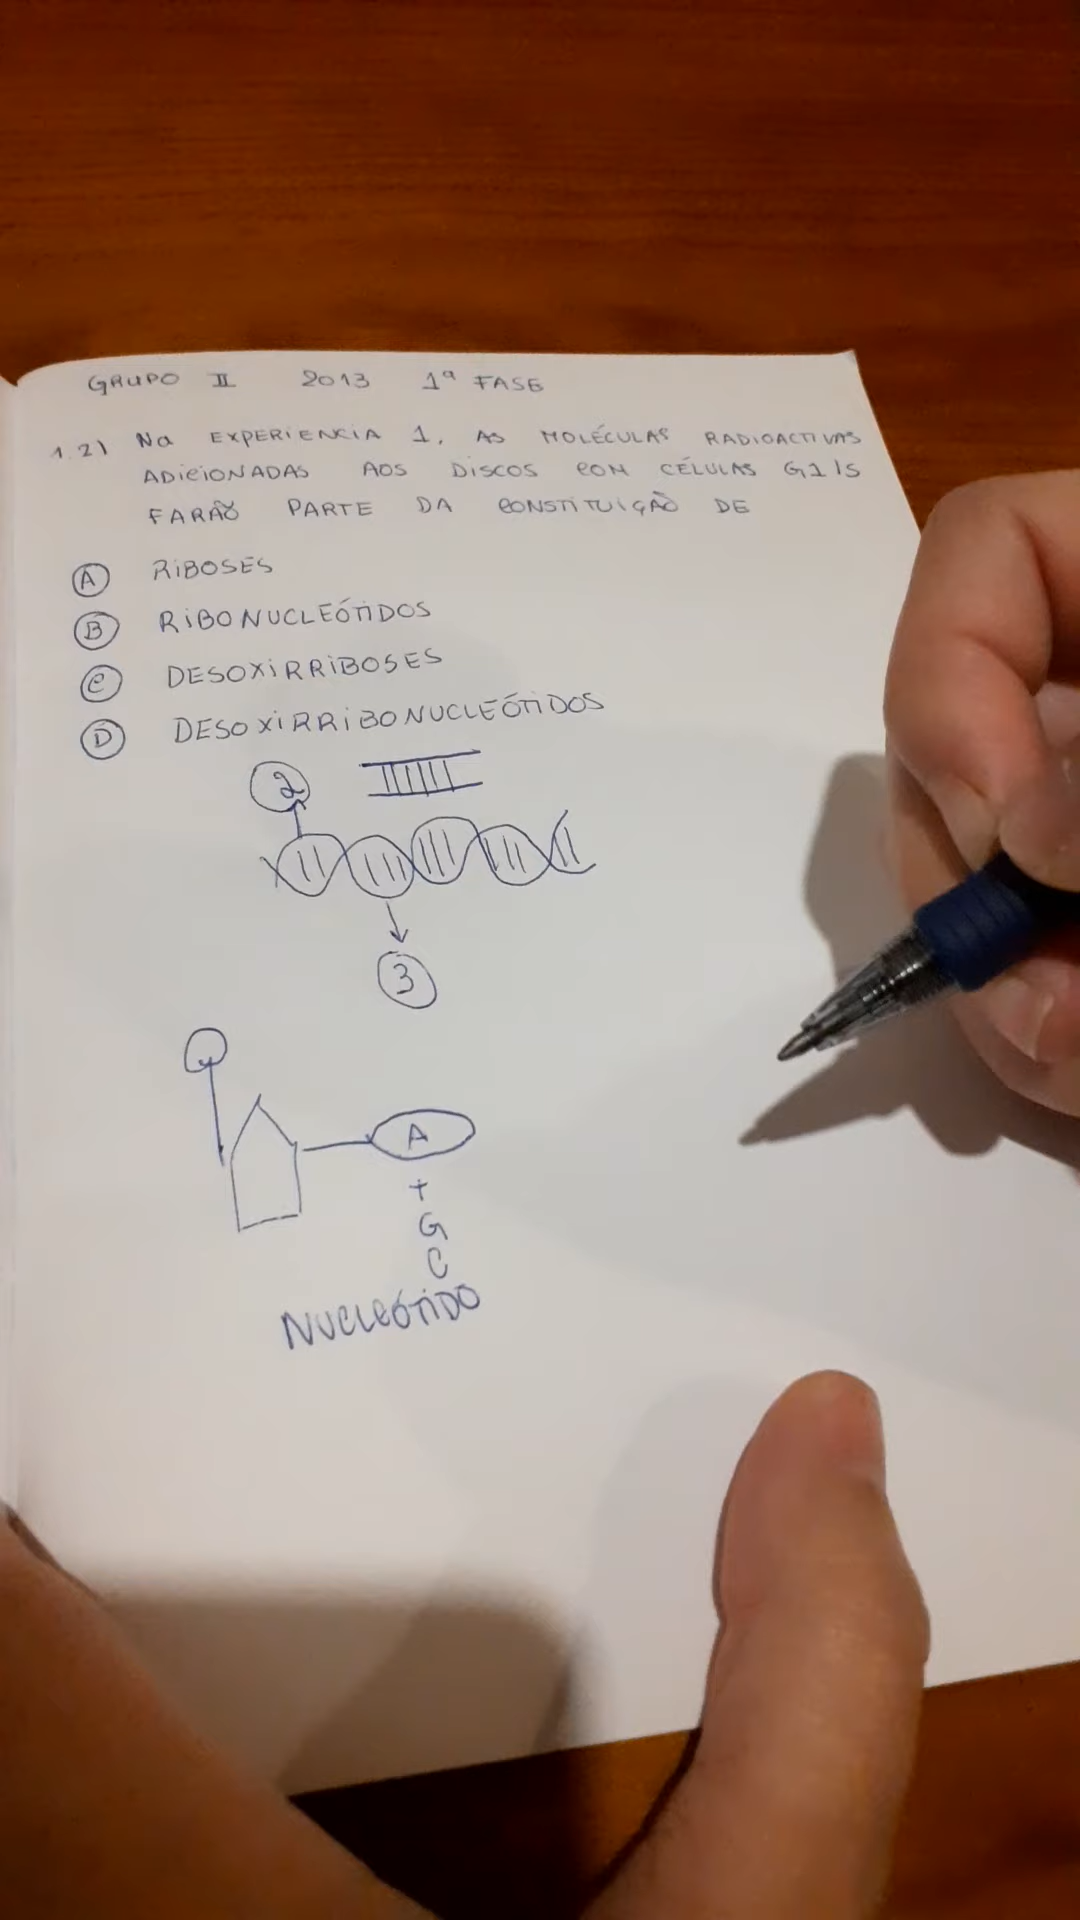 GRUPO II 2013 1ª FASE
1.2) Na EXPERIENCIA 1, AS MOLÉCULAS RADIOACTIVAS
ADICIONADAS AOS DISCOS COM CÉLULAS G1/S
FARÃO PARTE DA CONSTITUIÇÃO DE
A RIBOSES
B RIBONUCLEÓTIDOS
C DESOXIRRIBOSES
D DESOXIRRIBONUCLEÓTIDOS
2
3
A
T
G
C
NUCLEÓTIDO